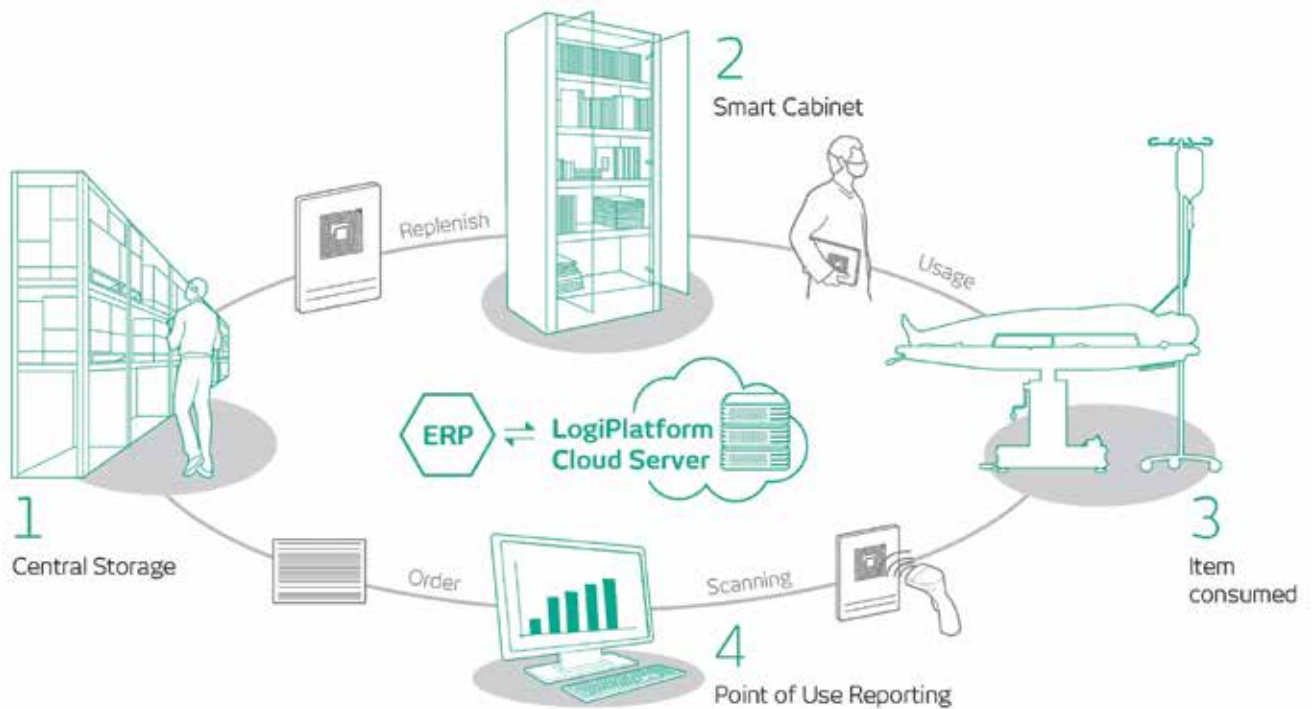 2
Smart Cabinet
Replenish
Usage
ERP
LogiPlatform
Cloud Server
1
Central Storage
3
Item
consumed
Order
Scanning
4
Point of Use Reporting